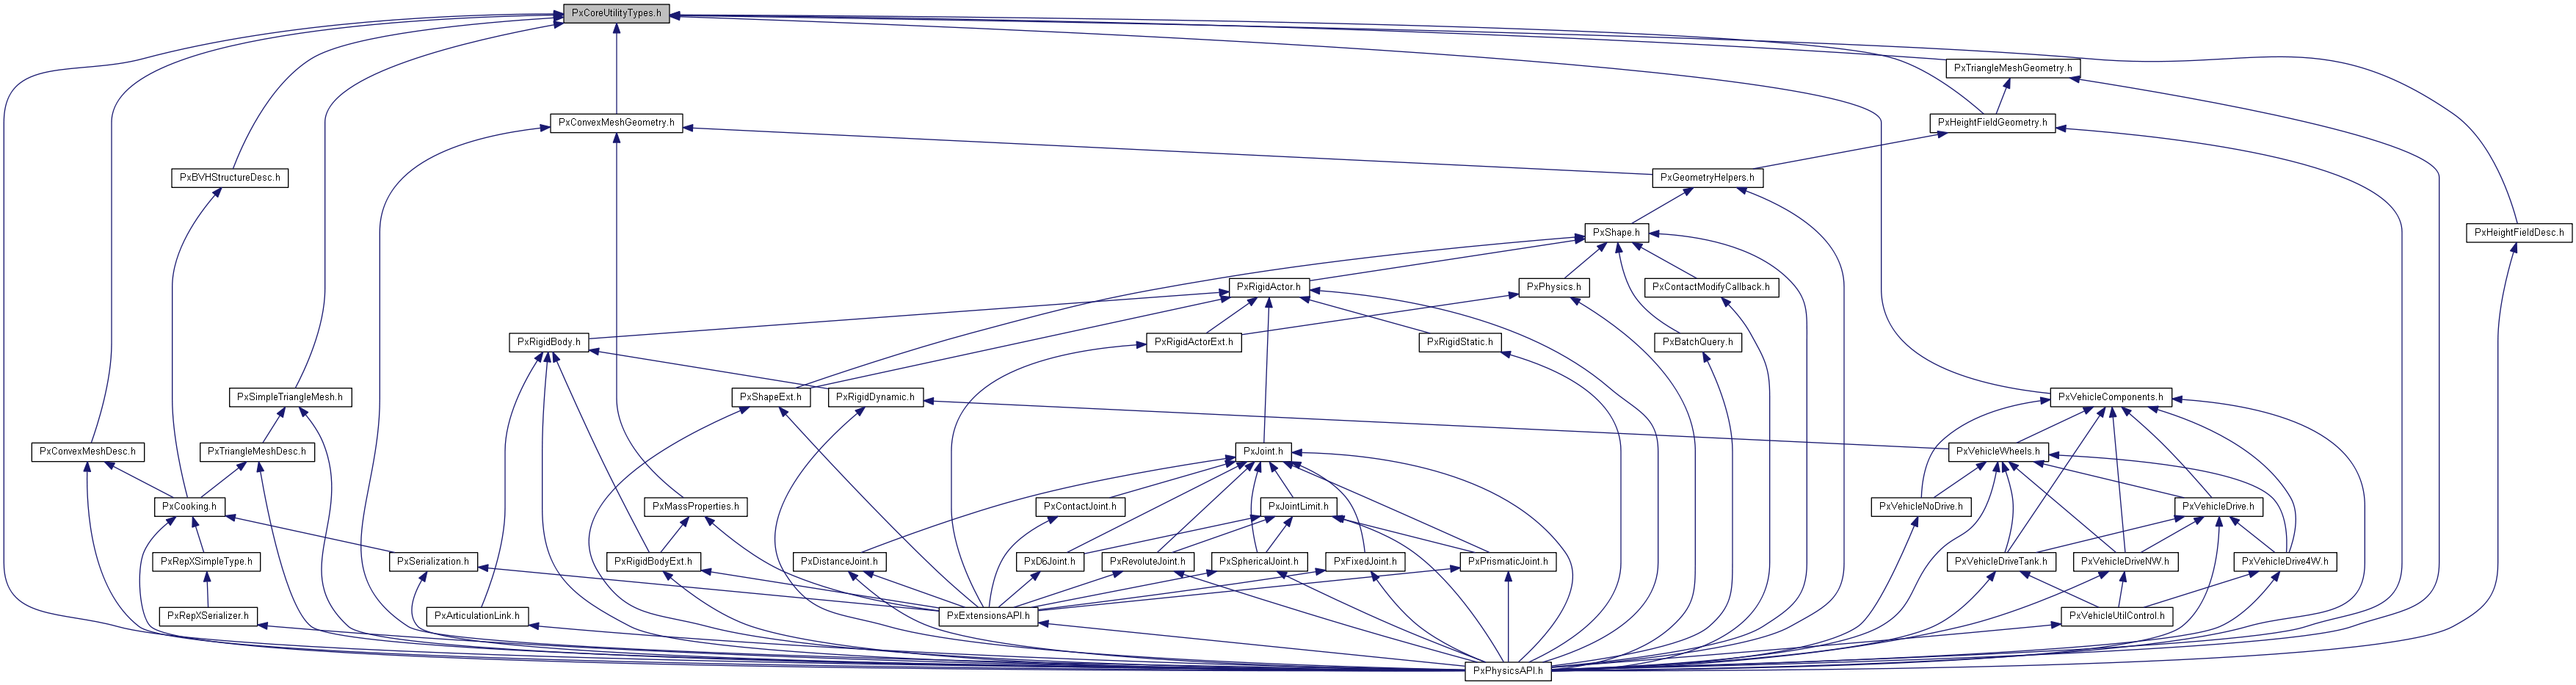 PxCoreUtilityTypes.h
PxTriangleMeshGeometry.h
PxConvexMeshGeometry.h
PxHeightFieldGeometry.h
PxBVHStructureDesc.h
PxGeometryHelpers.h
PxShape.h
PxHeightFieldDesc.h
PxRigidActor.h
PxPhysics.h
PxContactModifyCallback.h
PxRigidBody.h
PxRigidActorExt.h
PxRigidStatic.h
PxBatchQuery.h
PxSimpleTriangleMesh.h
PxShapeExt.h
PxRigidDynamic.h
PxVehicleComponents.h
PxConvexMeshDesc.h
PxTriangleMeshDesc.h
PxJoint.h
PxVehicleWheels.h
PxCooking.h
PxMassProperties.h
PxContactJoint.h
PxJointLimit.h
PxVehicleNoDrive.h
PxVehicleDrive.h
PxRepXSimpleType.h
PxSerialization.h
PxRigidBodyExt.h
PxDistanceJoint.h
PxD6Joint.h
PxRevoluteJoint.h
PxSphericalJoint.h
PxFixedJoint.h
PxPrismaticJoint.h
PxVehicleDriveTank.h
PxVehicleDriveNW.h
PxVehicleDrive4W.h
PxRepXSerializer.h
PxArticulationLink.h
PxExtensionsAPI.h
PxVehicleUtilControl.h
PxPhysicsAPI.h